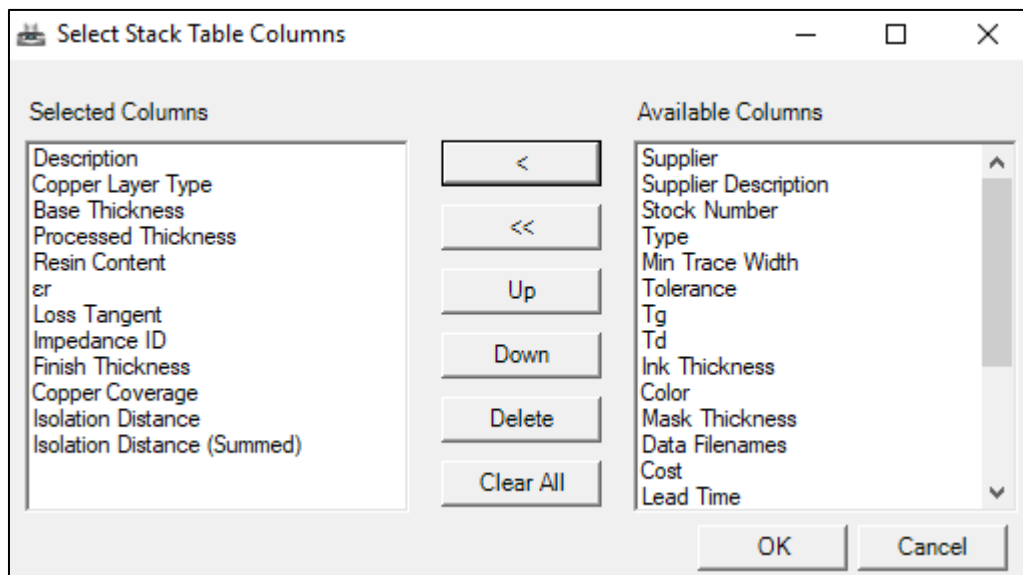 Select Stack Table Columns
Selected Columns
Description
Copper Layer Type
Base Thickness
Processed Thickness
Resin Content
εr
Loss Tangent
Impedance ID
Finish Thickness
Copper Coverage
Isolation Distance
Isolation Distance (Summed)
<
<<
Up
Down
Delete
Clear All
Available Columns
Supplier
Supplier Description
Stock Number
Type
Min Trace Width
Tolerance
Tg
Td
Ink Thickness
Color
Mask Thickness
Data Filenames
Cost
Lead Time
OK
Cancel